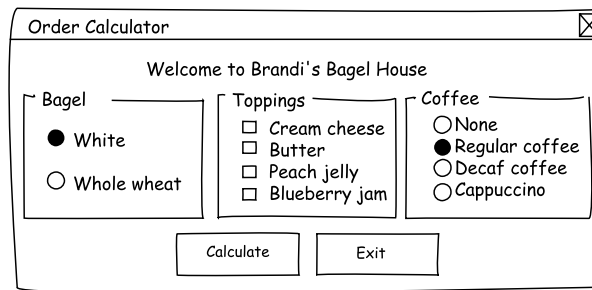 Order Calculator
Welcome to Brandi's Bagel House
Bagel
White
Whole wheat
Toppings
Cream cheese
Butter
Peach jelly
Blueberry jam
Coffee
None
Regular coffee
Decaf coffee
Cappuccino
Calculate
Exit